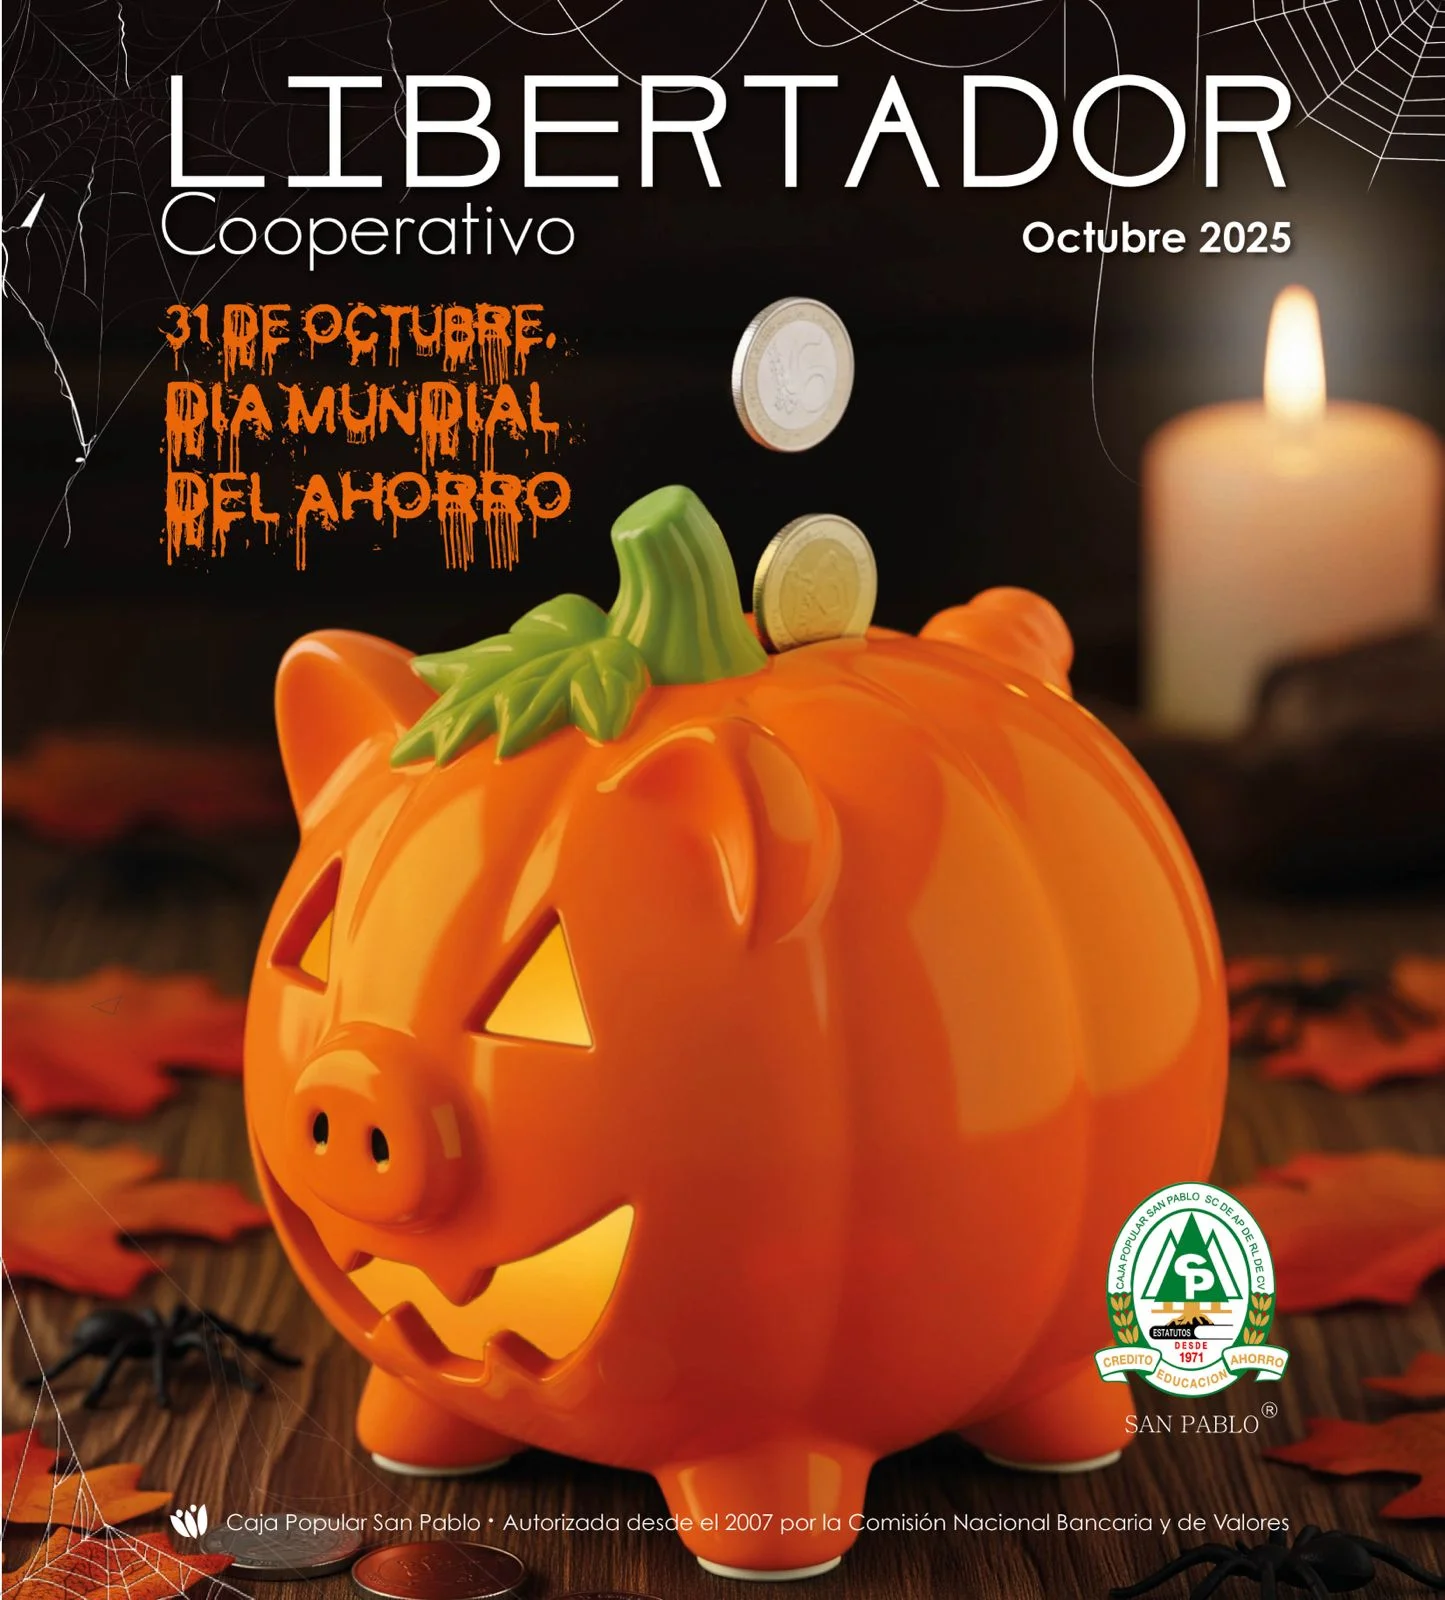 LIBERTADOR
Cooperativo
Octubre 2025
31 DE OCTUBRE,
DIA MUNDIAL
DEL AHORRO
CAJA POPULAR SAN PABLO SC DE AP DE RL DE CV
CP
ESTATUTOS
DESDE
1971
CREDITO
EDUCACION
AHORRO
SAN PABLO®
Caja Popular San Pablo • Autorizada desde el 2007 por la Comisión Nacional Bancaria y de Valores